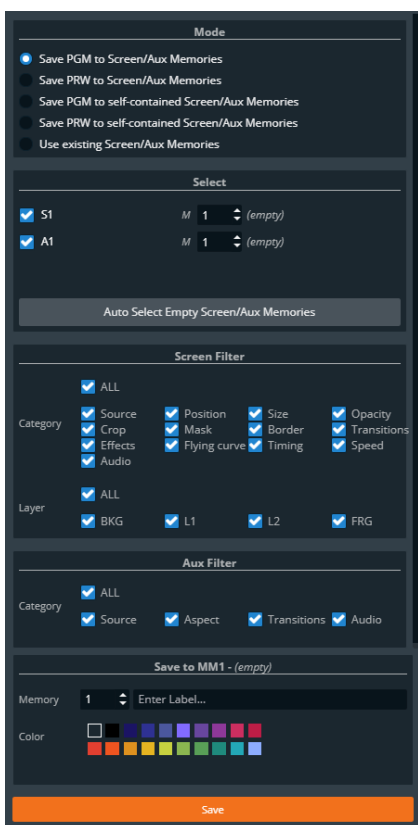 Mode
Save PGM to Screen/Aux Memories
Save PRW to Screen/Aux Memories
Save PGM to self-contained Screen/Aux Memories
Save PRW to self-contained Screen/Aux Memories
Use existing Screen/Aux Memories
Select
S1 M 1 (empty)
A1 M 1 (empty)
Auto Select Empty Screen/Aux Memories
Screen Filter
ALL
Category
Source Position Size Opacity
Crop Mask Border Transitions
Effects Flying curve Timing Speed
Audio
ALL
Layer
BKG L1 L2 FRG
Aux Filter
ALL
Category
Source Aspect Transitions Audio
Save to MM1 - (empty)
Memory 1 Enter Label...
Color
Save